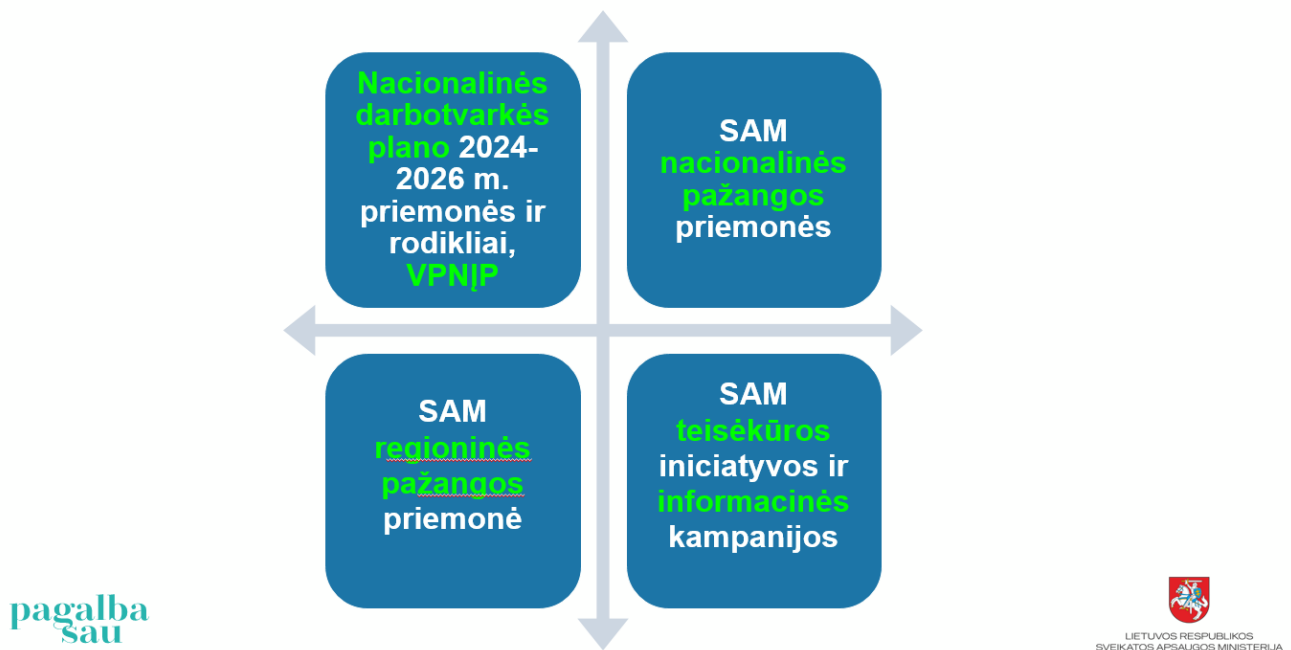 Nacionalinės
darbotvarkės
plano 2024-
2026 m.
priemonės ir
rodikliai,
VPNĮP
SAM
nacionalinės
pažangos
priemonės
SAM
regioninės
pažangos
priemonė
SAM
teisėkūros
iniciatyvos ir
informacinės
kampanijos
pagalba
sau
LIETUVOS RESPUBLIKOS
SVEIKATOS APSAUGOS MINISTERIJA